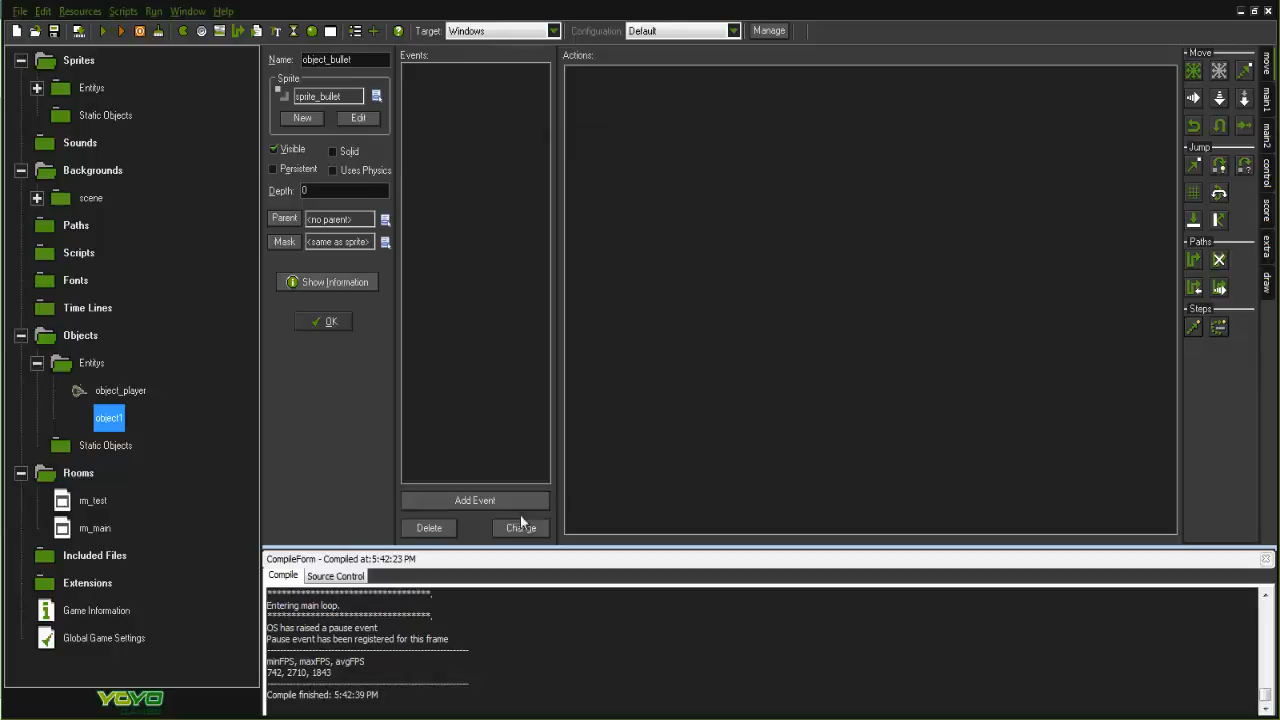 File Edit Resources Scripts Run Window Help
Target: Windows Configuration: Default Manage
Sprites
Entitys
Static Objects
Sounds
Backgrounds
scene
Paths
Scripts
Fonts
Time Lines
Objects
Entitys
object_player
object1
Static Objects
Rooms
m_test
m_main
Included Files
Extensions
Game Information
Global Game Settings
YOYO
Name: object_bullet
Sprite
sprite_bullet
New Edit
Visible Solid
Persistent Uses Physics
Depth: 0
Parent <no parent>
Mask <same as sprite>
Show Information
OK
Events:
Add Event
Delete Change
Actions:
Move
Jump
Paths
Steps
move
main1
main2
control
score
extra
draw
CompileForm - Compiled at:5:42:23 PM
Compile Source Control
Entering main loop.
OS has raised a pause event
Pause event has been registered for this frame
minFPS, maxFPS, avgFPS
742, 2710, 1843
Compile finished: 5:42:39 PM